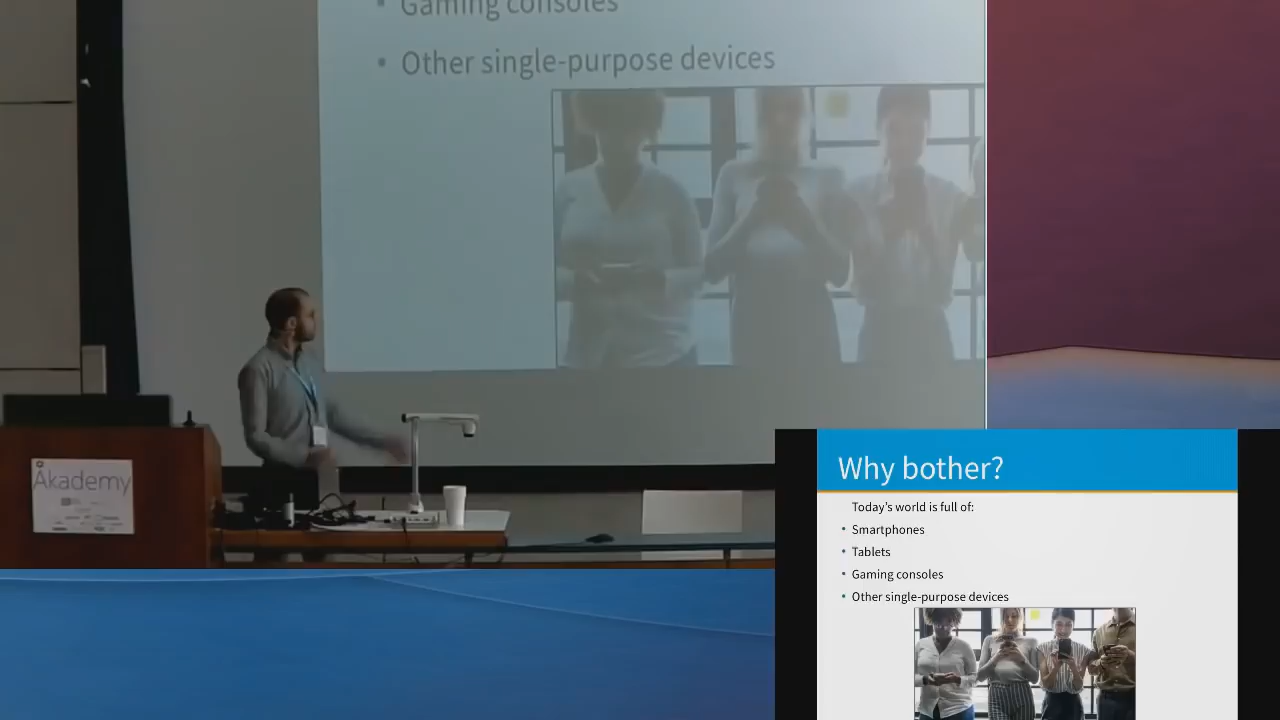 Gaming consoles
• Other single-purpose devices
Akademy
Why bother?
Today's world is full of:
• Smartphones
• Tablets
• Gaming consoles
• Other single-purpose devices